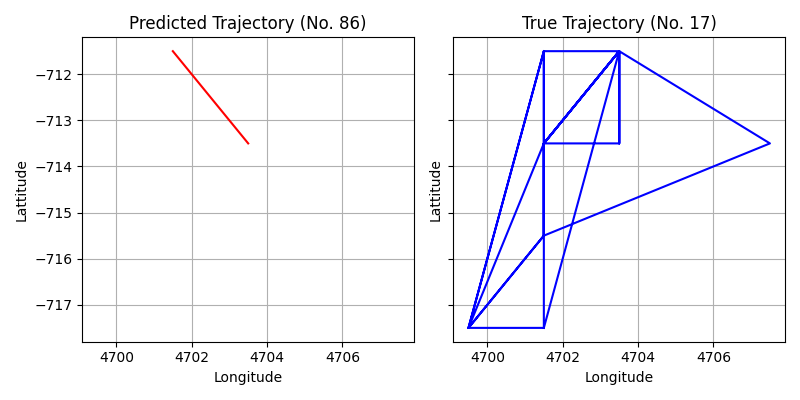 Predicted Trajectory (No. 86)
True Trajectory (No. 17)
Lattitude
−712
−713
−714
−715
−716
−717
4700
4702
4704
4706
Longitude
Lattitude
4700
4702
4704
4706
Longitude